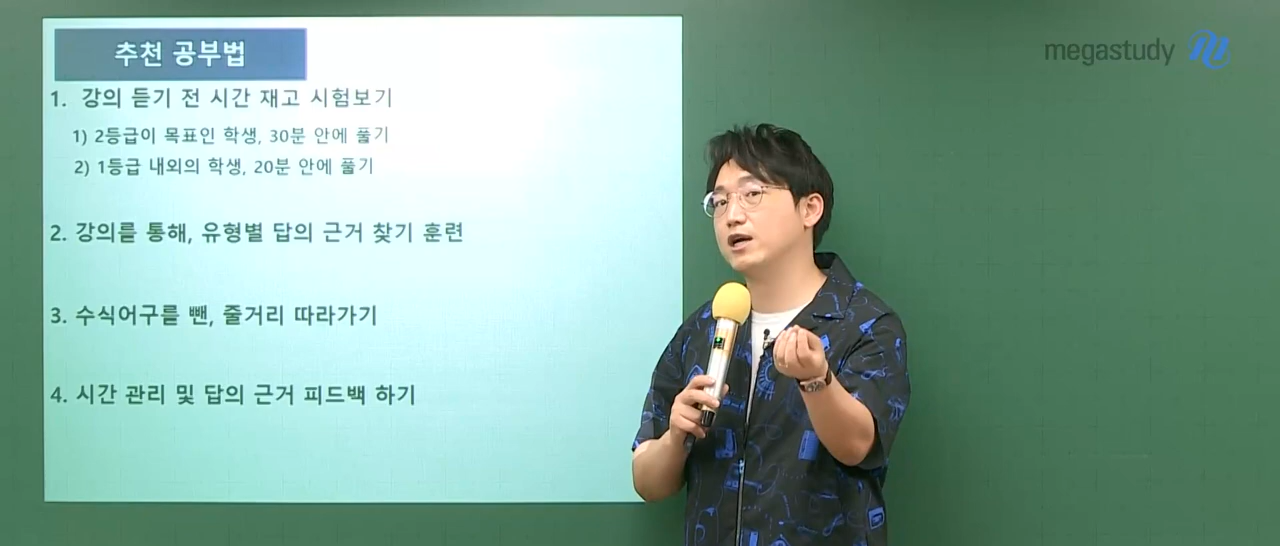 추천 공부법
megastudy
1. 강의 듣기 전 시간 재고 시험보기
1) 2등급이 목표인 학생, 30분 안에 풀기
2) 1등급 내외의 학생, 20분 안에 풀기
2. 강의를 통해, 유형별 답의 근거 찾기 훈련
3. 수식어구를 뺀, 줄거리 따라가기
4. 시간 관리 및 답의 근거 피드백 하기